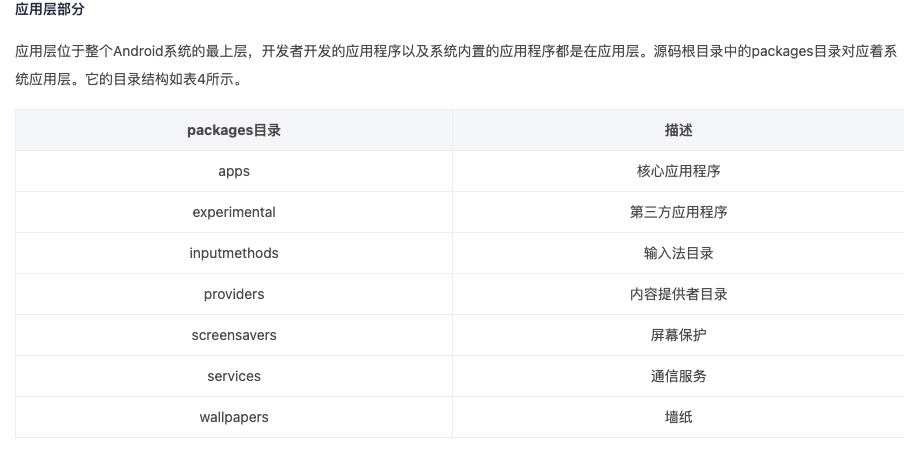 应用层部分
应用层位于整个Android系统的最上层，开发者开发的应用程序以及系统内置的应用程序都是在应用层。源码根目录中的packages目录对应着系
统应用层。它的目录结构如表4所示。
packages目录 描述
apps 核心应用程序
experimental 第三方应用程序
inputmethods 输入法目录
providers 内容提供者目录
screensavers 屏幕保护
services 通信服务
wallpapers 墙纸